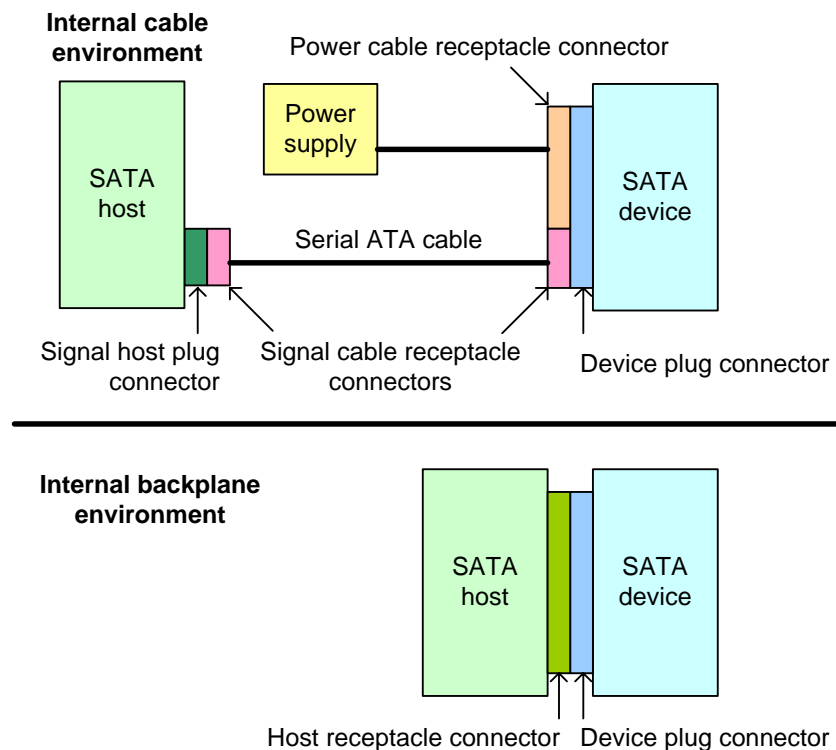 Internal cable
environment
Power cable receptacle connector
Power
supply
SATA
host
SATA
device
Serial ATA cable
Signal host plug
connector
Signal cable receptacle
connectors
Device plug connector
Internal backplane
environment
SATA
host
SATA
device
Host receptacle connector
Device plug connector